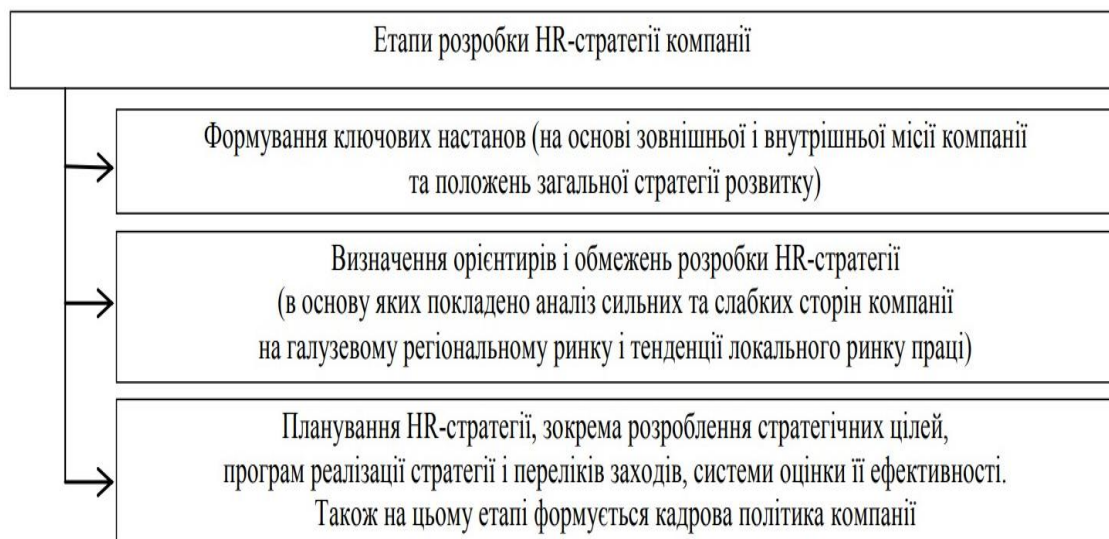 Етапи розробки HR-стратегії компанії
Формування ключових настанов (на основі зовнішньої і внутрішньої місії компанії
та положень загальної стратегії розвитку)
Визначення орієнтирів і обмежень розробки HR-стратегії
(в основу яких покладено аналіз сильних та слабких сторін компанії
на галузевому регіональному ринку і тенденції локального ринку праці)
Планування HR-стратегії, зокрема розроблення стратегічних цілей,
програм реалізації стратегії і переліків заходів, системи оцінки її ефективності.
Також на цьому етапі формується кадрова політика компанії